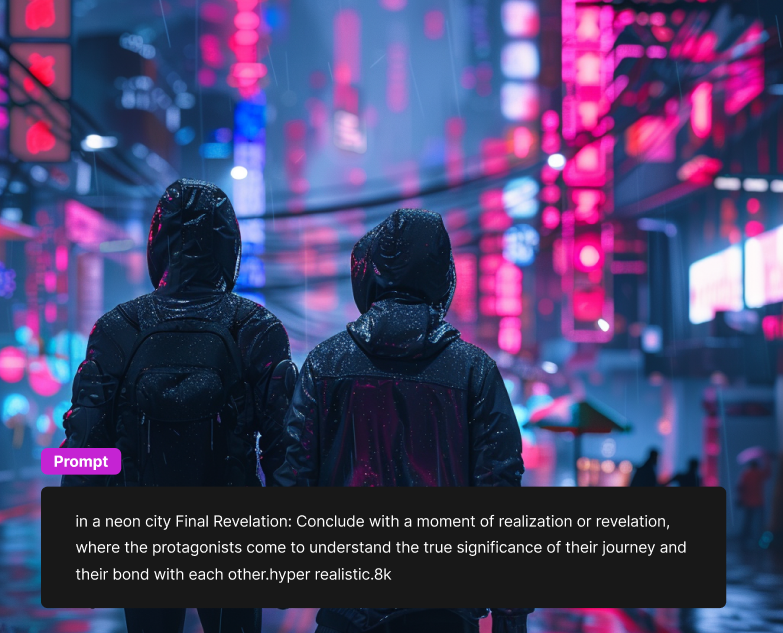 Prompt
in a neon city Final Revelation: Conclude with a moment of realization or revelation,
where the protagonists come to understand the true significance of their journey and
their bond with each other.hyper realistic.8k